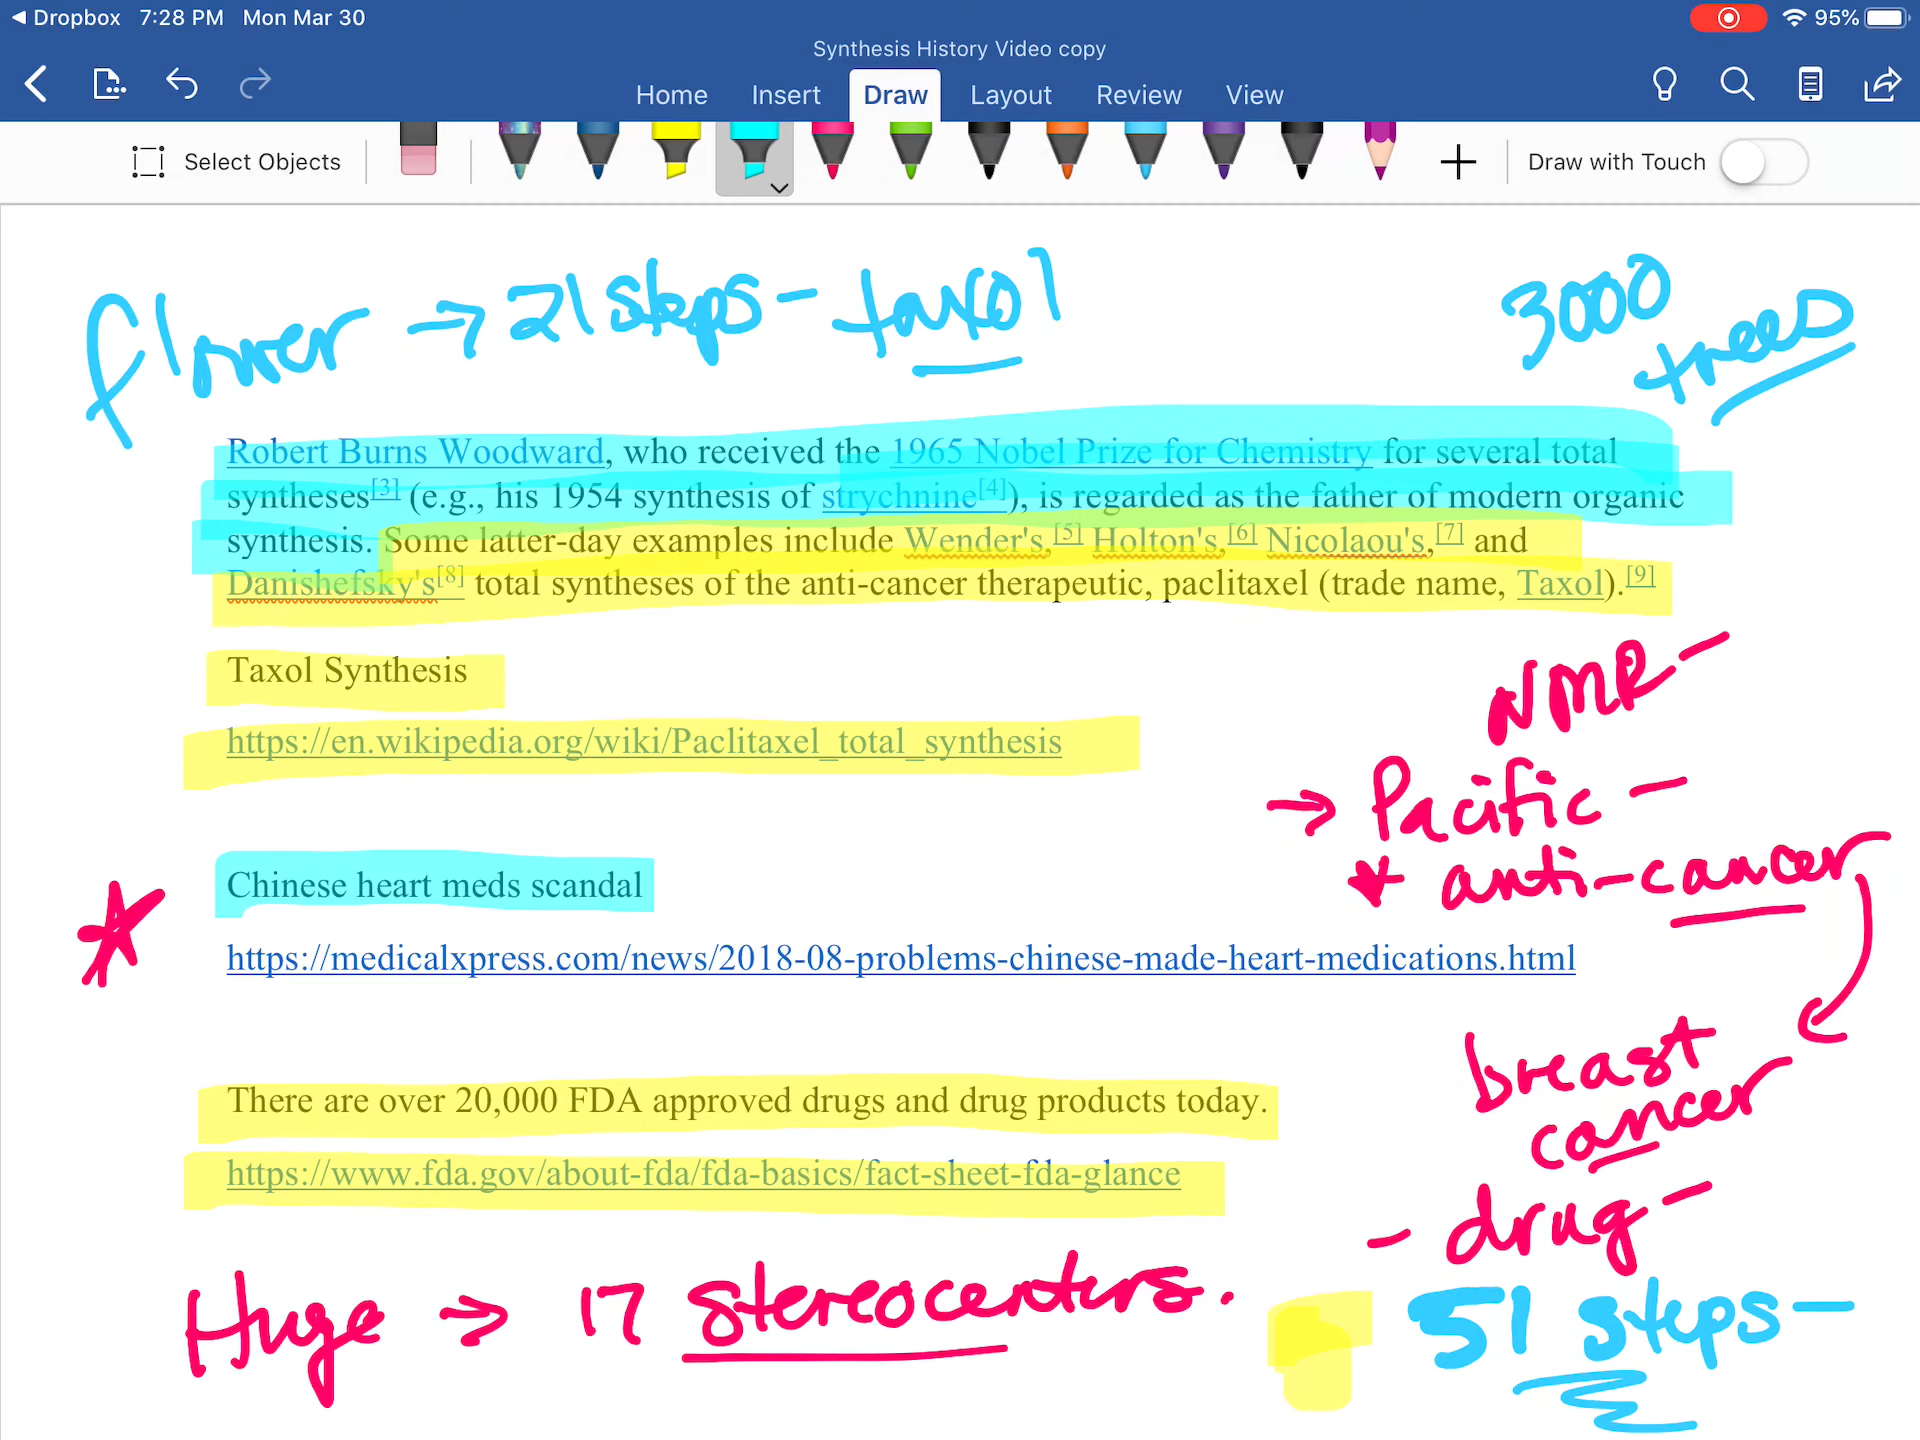 Dropbox 7:28 PM Mon Mar 30 95%
Synthesis History Video copy
Home Insert Draw Layout Review View
Select Objects Draw with Touch
flower → 21 steps - taxol
3000
trees
Robert Burns Woodward, who received the 1965 Nobel Prize for Chemistry for several total
syntheses[3] (e.g., his 1954 synthesis of strychnine[4]), is regarded as the father of modern organic
synthesis. Some latter-day examples include Wender's,[5] Holton's,[6] Nicolaou's,[7] and
Danishefsky's[8] total syntheses of the anti-cancer therapeutic, paclitaxel (trade name, Taxol).[9]
Taxol Synthesis
NMR -
https://en.wikipedia.org/wiki/Paclitaxel_total_synthesis
→ Pacific -
anti-cancer
Chinese heart meds scandal
https://medicalxpress.com/news/2018-08-problems-chinese-made-heart-medications.html
breast
cancer
There are over 20,000 FDA approved drugs and drug products today.
https://www.fda.gov/about-fda/fda-basics/fact-sheet-fda-glance
- drug -
Huge → 17 stereocenters.
51 steps -